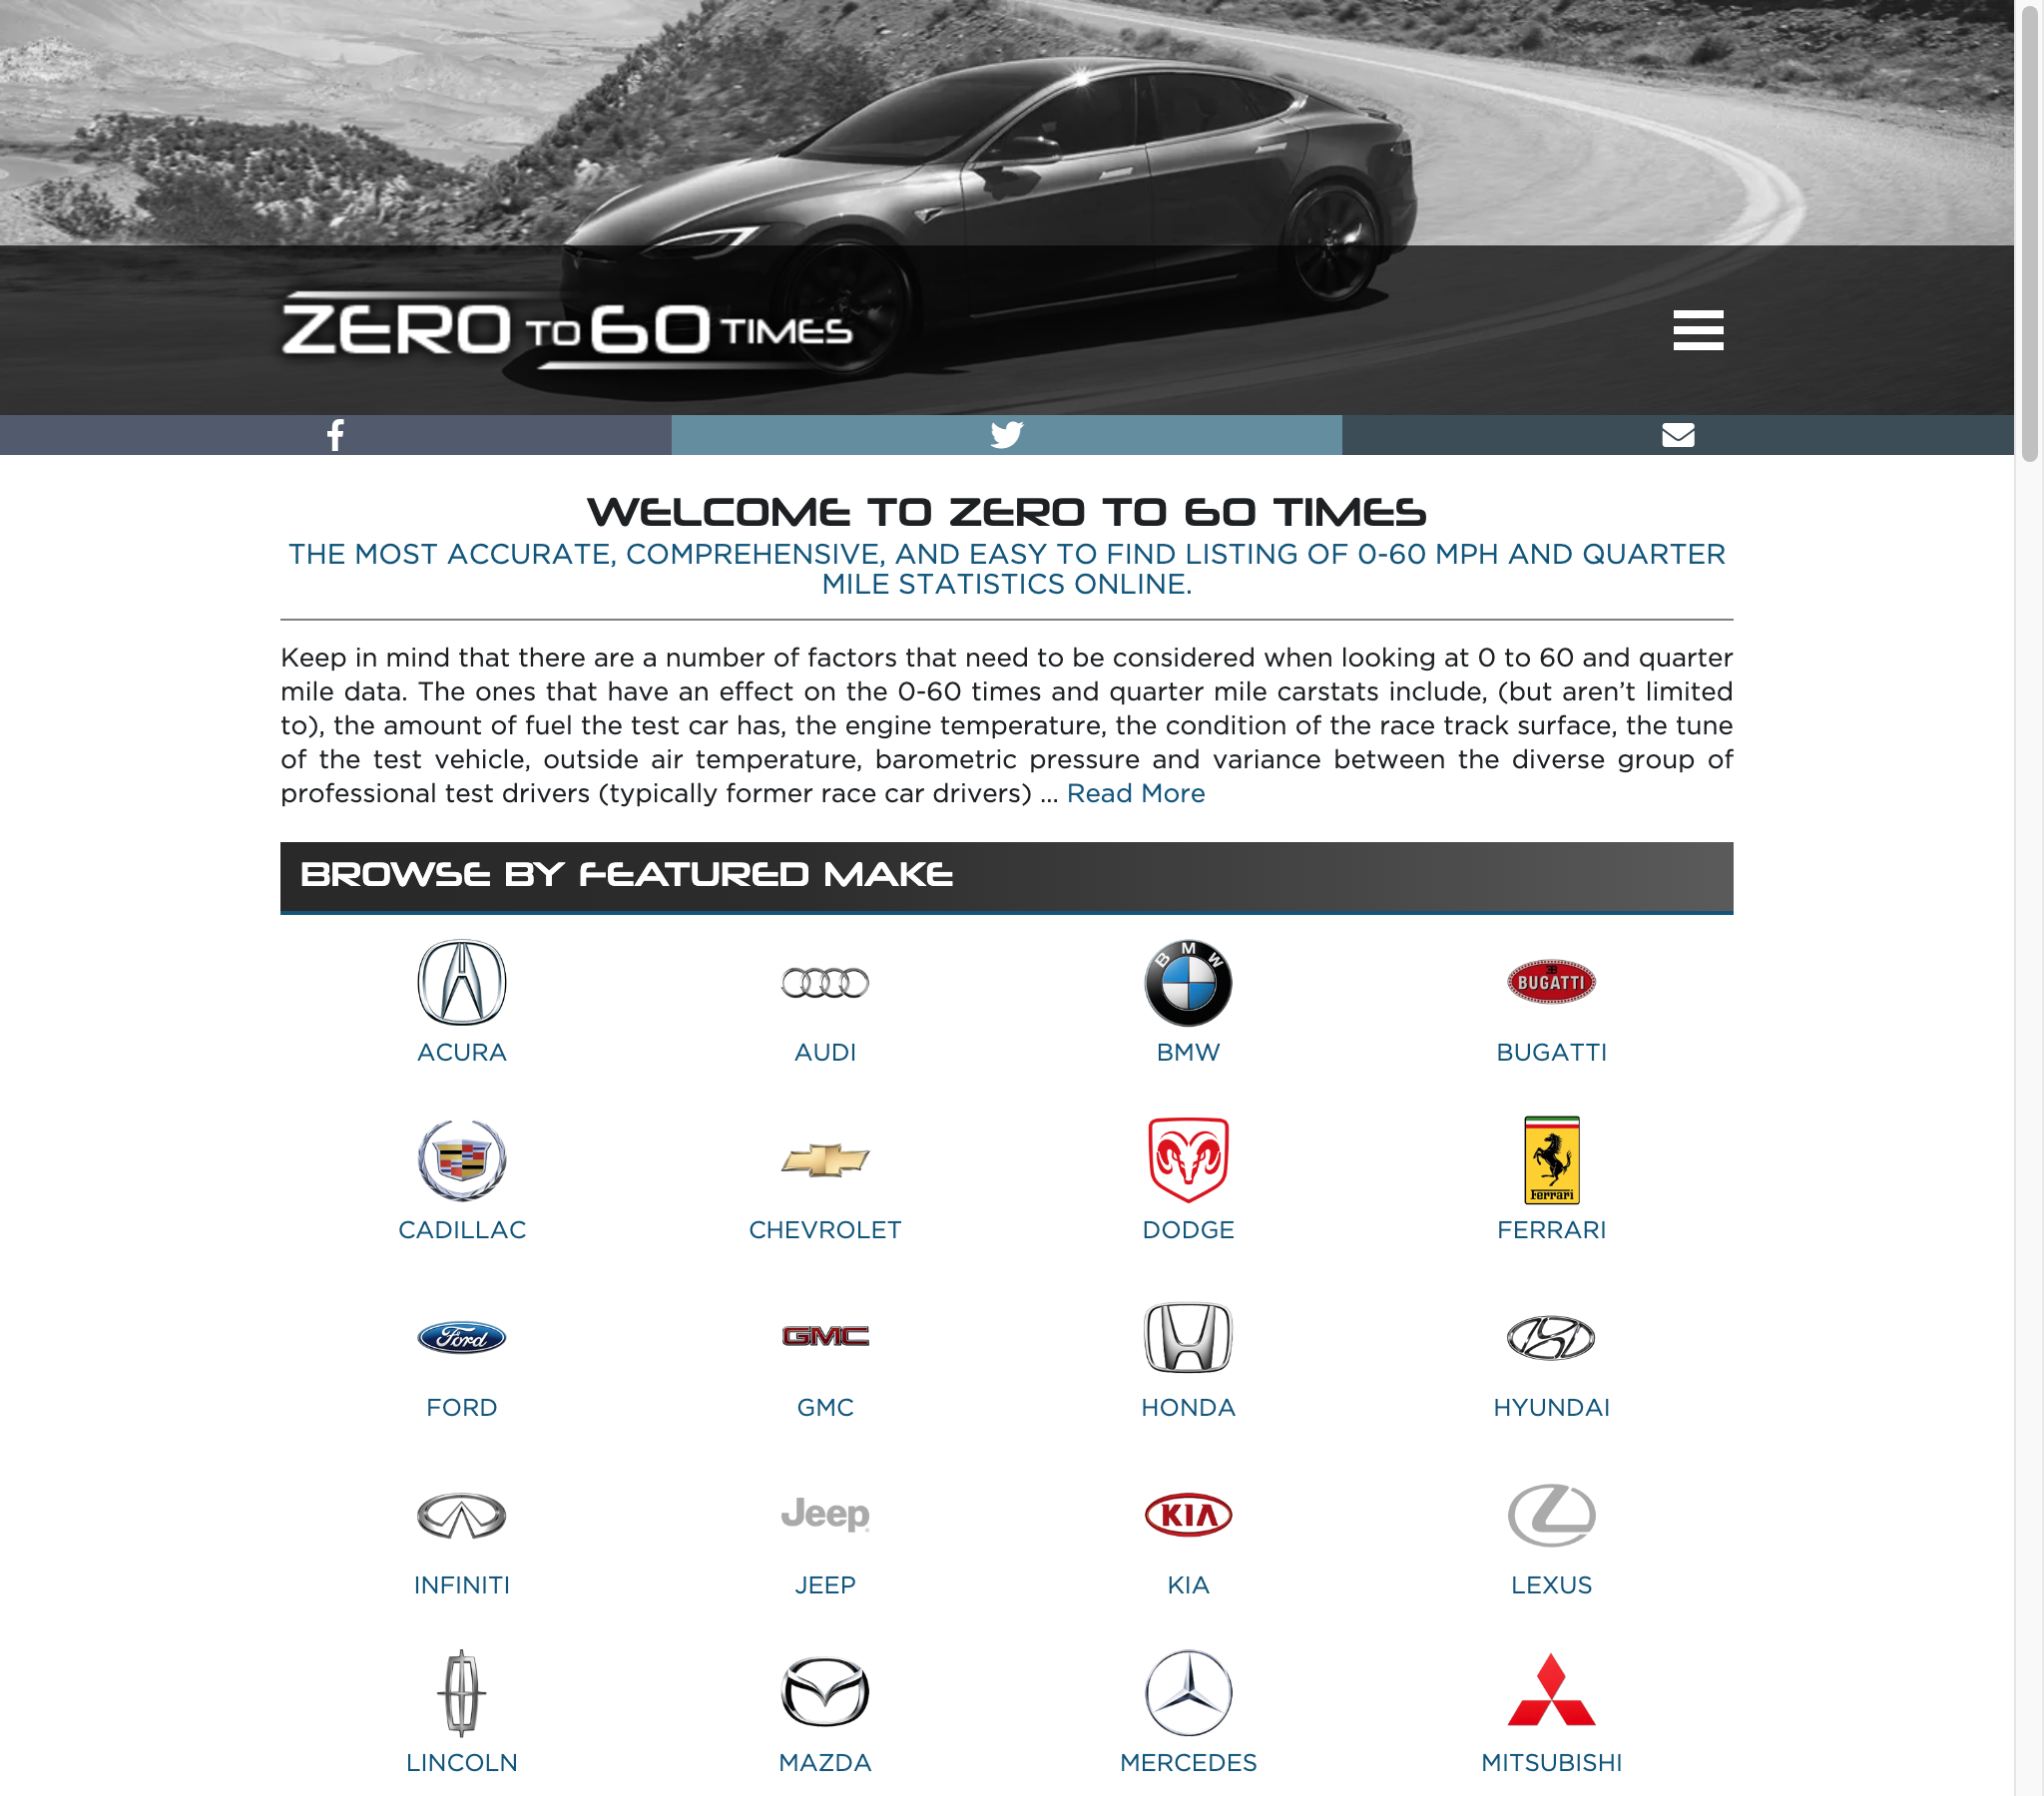 ZERO TO 60 TIMES
WELCOME TO ZERO TO 60 TIMES
THE MOST ACCURATE, COMPREHENSIVE, AND EASY TO FIND LISTING OF 0-60 MPH AND QUARTER
MILE STATISTICS ONLINE.
Keep in mind that there are a number of factors that need to be considered when looking at 0 to 60 and quarter
mile data. The ones that have an effect on the 0-60 times and quarter mile carstats include, (but aren’t limited
to), the amount of fuel the test car has, the engine temperature, the condition of the race track surface, the tune
of the test vehicle, outside air temperature, barometric pressure and variance between the diverse group of
professional test drivers (typically former race car drivers) ... Read More
BROWSE BY FEATURED MAKE
BMW
BUGATTI
ACURA
AUDI
BMW
BUGATTI
Ferrari
CADILLAC
CHEVROLET
DODGE
FERRARI
Ford
GMC
FORD
GMC
HONDA
HYUNDAI
Jeep
KIA
INFINITI
JEEP
KIA
LEXUS
LINCOLN
MAZDA
MERCEDES
MITSUBISHI